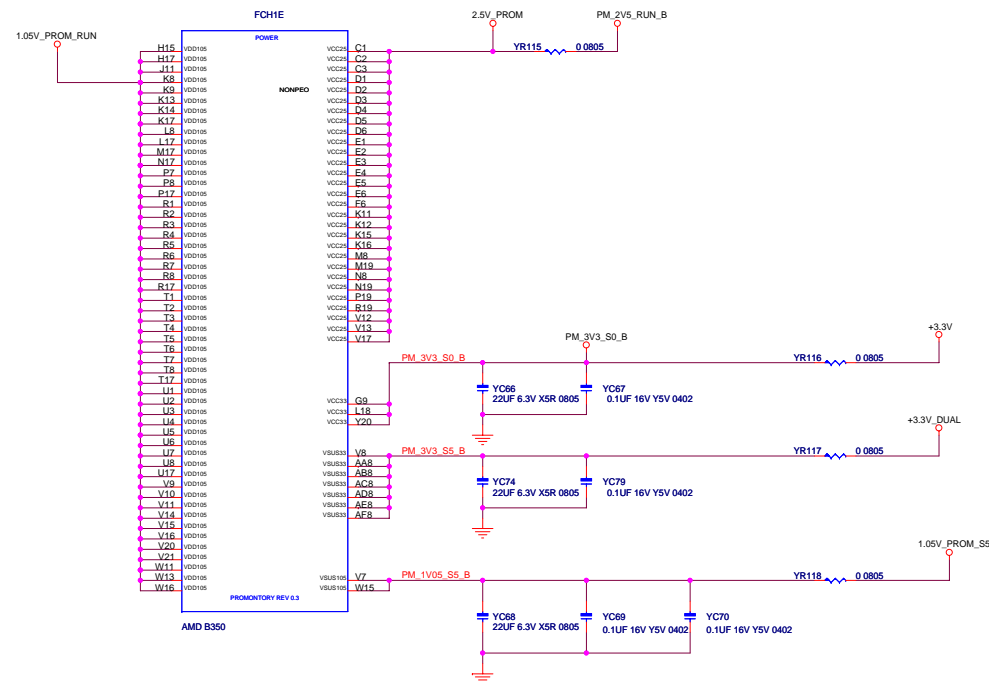 FCH1E
2.5V_PROM
PM_2V5_RUN_B
1.05V_PROM_RUN
POWER
YR115
0 0805
NONPEO
H15 VDD105 VCC25 C1
H17 VDD105 VCC25 C2
J11 VDD105 VCC25 C3
K8 VDD105 VCC25 D1
K9 VDD105 VCC25 D2
K13 VDD105 VCC25 D3
K14 VDD105 VCC25 D4
K17 VDD105 VCC25 D5
L8 VDD105 VCC25 D6
L17 VDD105 VCC25 E1
M17 VDD105 VCC25 E2
N17 VDD105 VCC25 E3
P7 VDD105 VCC25 E4
P8 VDD105 VCC25 E5
P17 VDD105 VCC25 E6
R1 VDD105 VCC25 F6
R2 VDD105 VCC25 K11
R3 VDD105 VCC25 K12
R4 VDD105 VCC25 K15
R5 VDD105 VCC25 K16
R6 VDD105 VCC25 M8
R7 VDD105 VCC25 M19
R8 VDD105 VCC25 N8
R17 VDD105 VCC25 N19
T1 VDD105 VCC25 P19
T2 VDD105 VCC25 R19
T3 VDD105 VCC25 V12
T4 VDD105 VCC25 V13
T5 VDD105 VCC25 V17
T6 VDD105
T7 VDD105
T8 VDD105
T17 VDD105
U1 VDD105
U2 VDD105 VCC33 G9
U3 VDD105 VCC33 L18
U4 VDD105 VCC33 Y20
U5 VDD105
U6 VDD105
U7 VDD105 VSUS33 V8
U8 VDD105 VSUS33 AA8
U17 VDD105 VSUS33 AB8
V9 VDD105 VSUS33 AC8
V10 VDD105 VSUS33 AD8
V11 VDD105 VSUS33 AE8
V14 VDD105 VSUS33 AF8
V15 VDD105
V16 VDD105
V20 VDD105
V21 VDD105
W11 VDD105
W13 VDD105 VSUS105 V7
W16 VDD105 VSUS105 W15
PROMONTORY REV 0.3
AMD B350
+3.3V
PM_3V3_S0_B
PM_3V3_S0_B
YR116
0 0805
YC66
22UF 6.3V X5R 0805
YC67
0.1UF 16V Y5V 0402
+3.3V_DUAL
PM_3V3_S5_B
YR117
0 0805
YC74
22UF 6.3V X5R 0805
YC79
0.1UF 16V Y5V 0402
1.05V_PROM_S5
PM_1V05_S5_B
YR118
0 0805
YC68
22UF 6.3V X5R 0805
YC69
0.1UF 16V Y5V 0402
YC70
0.1UF 16V Y5V 0402